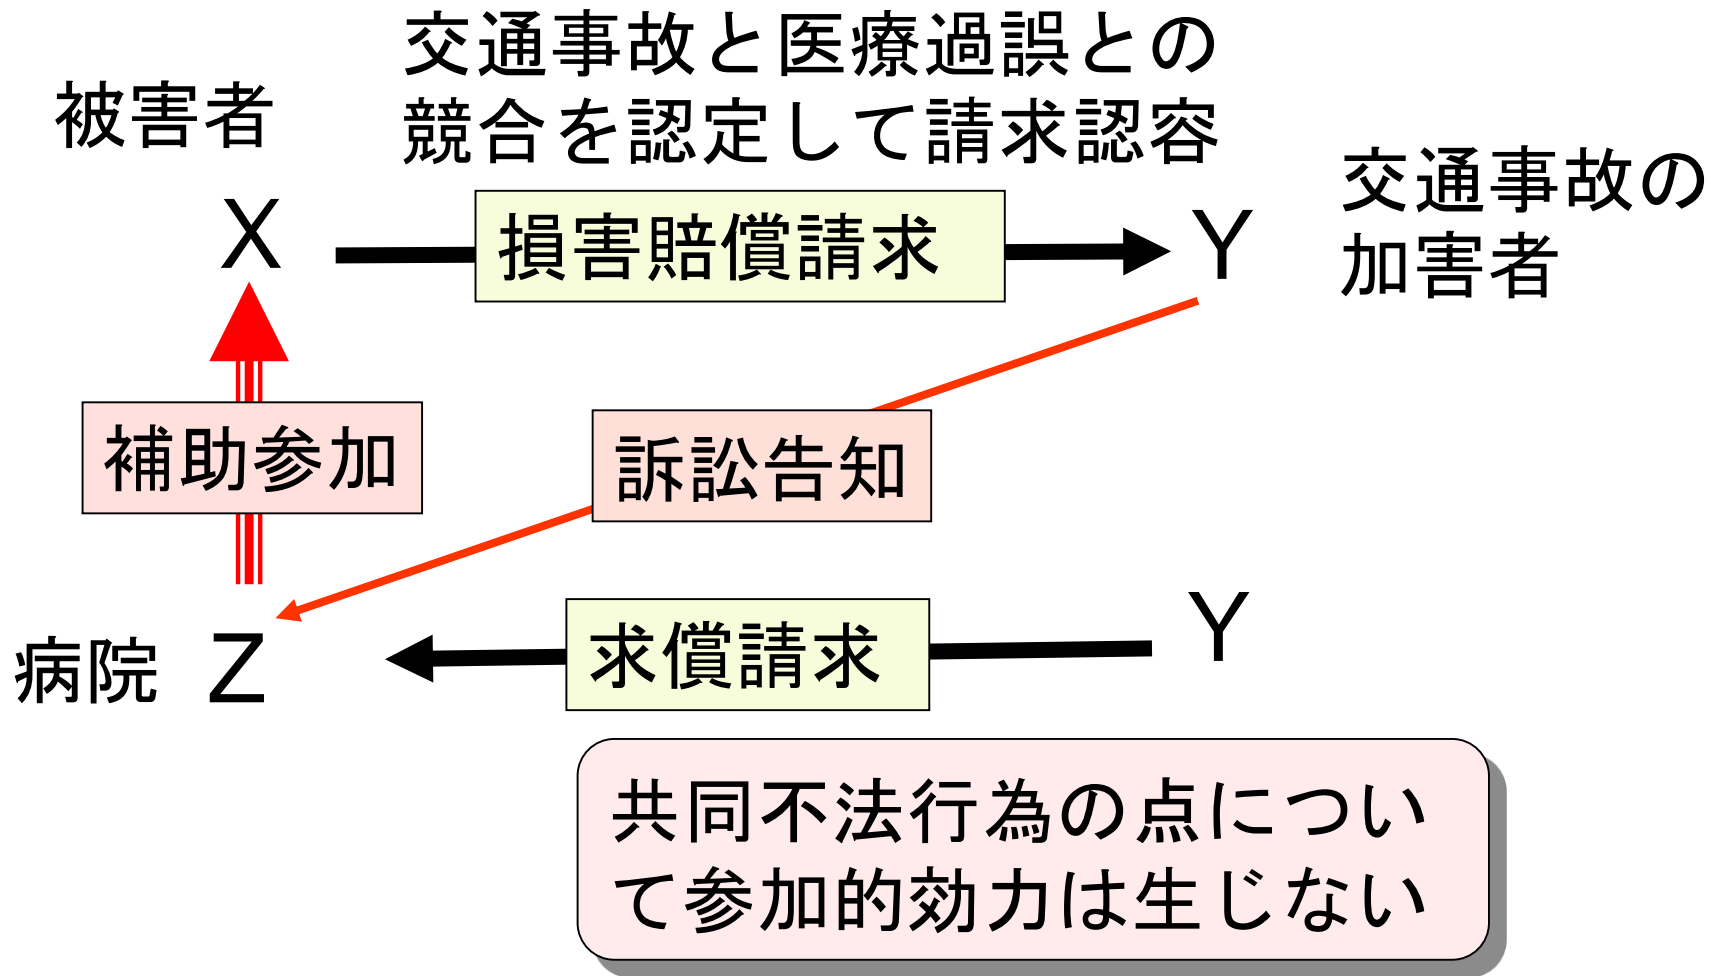 交通事故と医療過誤との
競合を認定して請求認容
被害者
交通事故の
加害者
X
損害賠償請求
Y
補助参加
訴訟告知
病院 Z
求償請求
Y
共同不法行為の点につい
て参加的効力は生じない